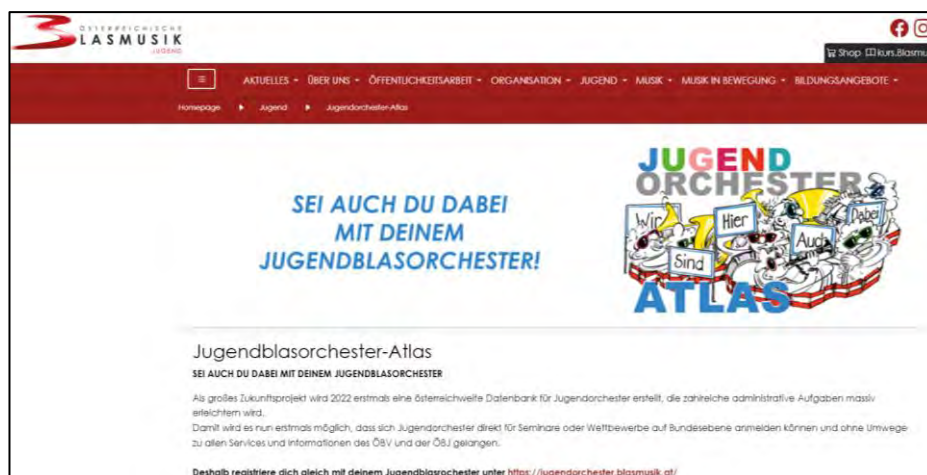 ÖSTERREICHISCHE
BLASMUSIK
JUGEND
Shop kurs.Blasmu
AKTUELLES ÜBER UNS ÖFFENTLICHKEITSARBEIT ORGANISATION JUGEND MUSIK MUSIK IN BEWEGUNG BILDUNGSANGEBOTE
Homepage Jugend Jugendorchester-Atlas
SEI AUCH DU DABEI
MIT DEINEM
JUGENDBLASORCHESTER!
JUGEND
ORCHESTER
Wir Sind Hier Auch Dabei
ATLAS
Jugendblasorchester-Atlas
SEI AUCH DU DABEI MIT DEINEM JUGENDBLASORCHESTER
Als großes Zukunftsprojekt wird 2022 erstmals eine österreichweite Datenbank für Jugendorchester erstellt, die zahlreiche administrative Aufgaben massiv
erleichtern wird.
Damit wird es nun erstmals möglich, dass sich Jugendorchester direkt für Seminare oder Wettbewerbe auf Bundesebene anmelden können und ohne Umwege
zu allen Services und Informationen des ÖBV und der ÖBJ gelangen.
Deshalb registriere dich gleich mit deinem Jugendblasrochester unter https://jugendorchester.blasmusik.at/